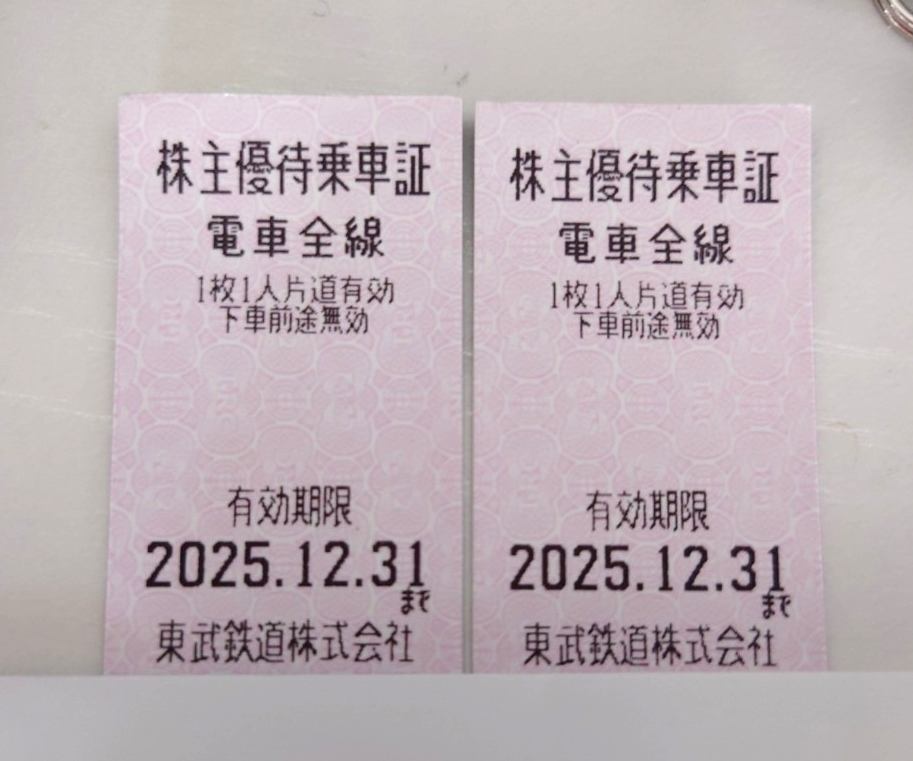 株主優待乗車証
電車全線
1枚1人片道有効
下車前途無効
有効期限
2025.12.31
まで
東武鉄道株式会社
株主優待乗車証
電車全線
1枚1人片道有効
下車前途無効
有効期限
2025.12.31
まで
東武鉄道株式会社